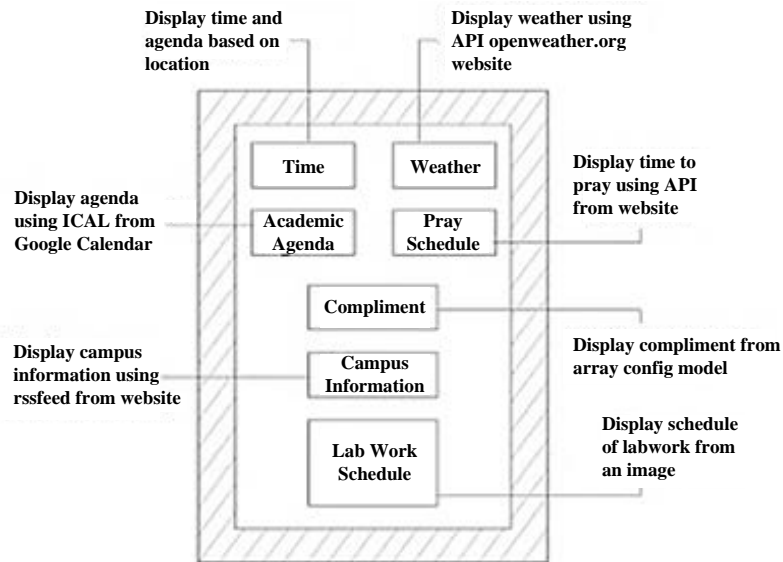 Display time and
agenda based on
location
Display weather using
API openweather.org
website
Time
Weather
Display time to
pray using API
from website
Display agenda
using ICAL from
Google Calendar
Academic
Agenda
Pray
Schedule
Compliment
Display compliment from
array config model
Display campus
information using
rssfeed from website
Campus
Information
Lab Work
Schedule
Display schedule
of labwork from
an image